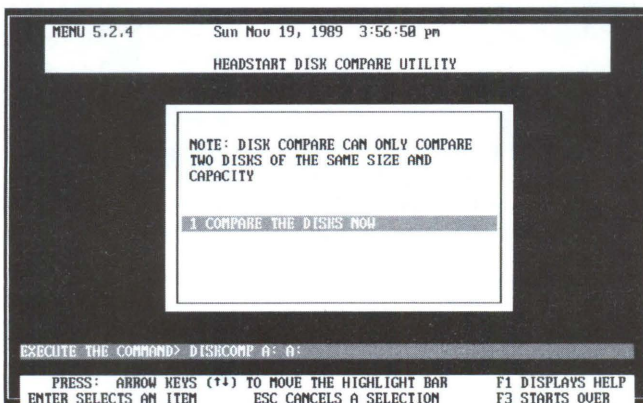 MENU 5.2.4 Sun Nov 19, 1989 3:56:50 pm
HEADSTART DISK COMPARE UTILITY
NOTE: DISK COMPARE CAN ONLY COMPARE
TWO DISKS OF THE SAME SIZE AND
CAPACITY
1 COMPARE THE DISKS NOW
EXECUTE THE COMMAND> DISKCOMP A: A:
PRESS: ARROW KEYS (↑↓) TO MOVE THE HIGHLIGHT BAR F1 DISPLAYS HELP
ENTER SELECTS AN ITEM ESC CANCELS A SELECTION F3 STARTS OVER